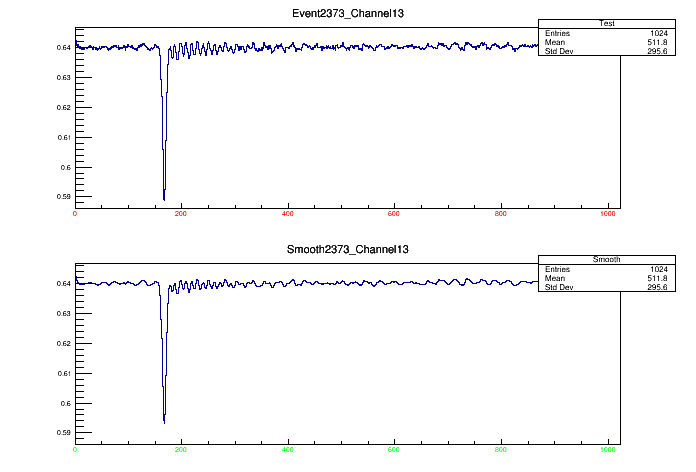 Event2373_Channel13
Test
Entries 1024
Mean 511.8
Std Dev 295.6
0.64
0.63
0.62
0.61
0.6
0.59
0 200 400 600 800 1000
Smooth2373_Channel13
Smooth
Entries 1024
Mean 511.8
Std Dev 295.6
0.64
0.63
0.62
0.61
0.6
0.59
0 200 400 600 800 1000